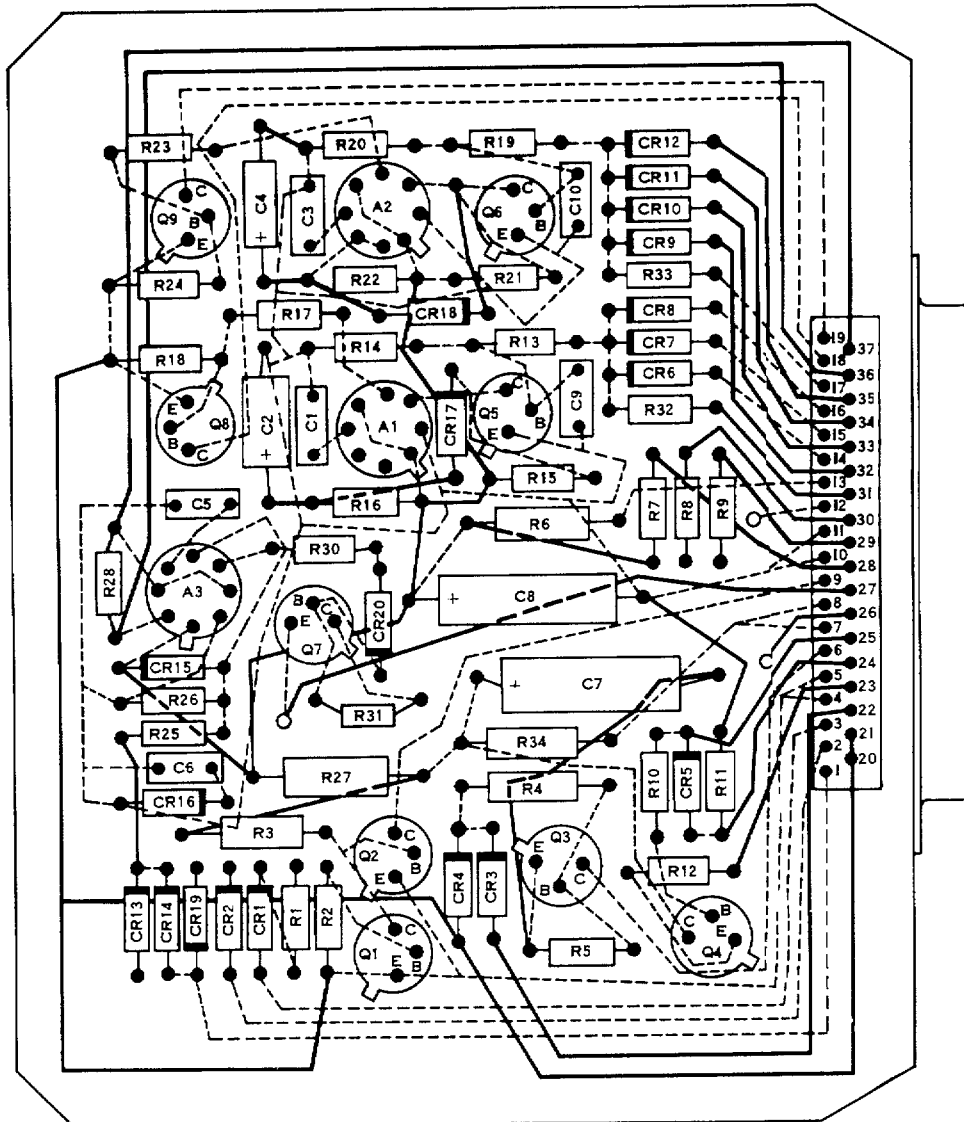 R23
R20
R19
CR12
CR11
CR10
CR9
R33
CR8
CR7
CR6
R32
C4
+
C3
A2
C10
Q9
C
B
E
Q6
C
B
E
R24
R22
R21
R17
CR18
R18
R14
R13
Q8
E
B
C
C2
+
C1
A1
CR17
Q5
C
E
B
C9
R16
R15
C5
R6
R7
R8
R9
R28
R30
A3
Q7
B
E
C
CR20
+
C8
CR15
R26
R25
R31
+
C7
C6
CR16
R27
R34
R10
CR5
R11
R4
R3
Q2
C
B
E
CR4
CR3
Q3
E
B
C
R12
CR13
CR14
CR19
CR2
CR1
R1
R2
Q1
C
B
E
R5
Q4
B
C
E
19
18
17
16
15
14
13
12
11
10
9
8
7
6
5
4
3
2
1
37
36
35
34
33
32
31
30
29
28
27
26
25
24
23
22
21
20